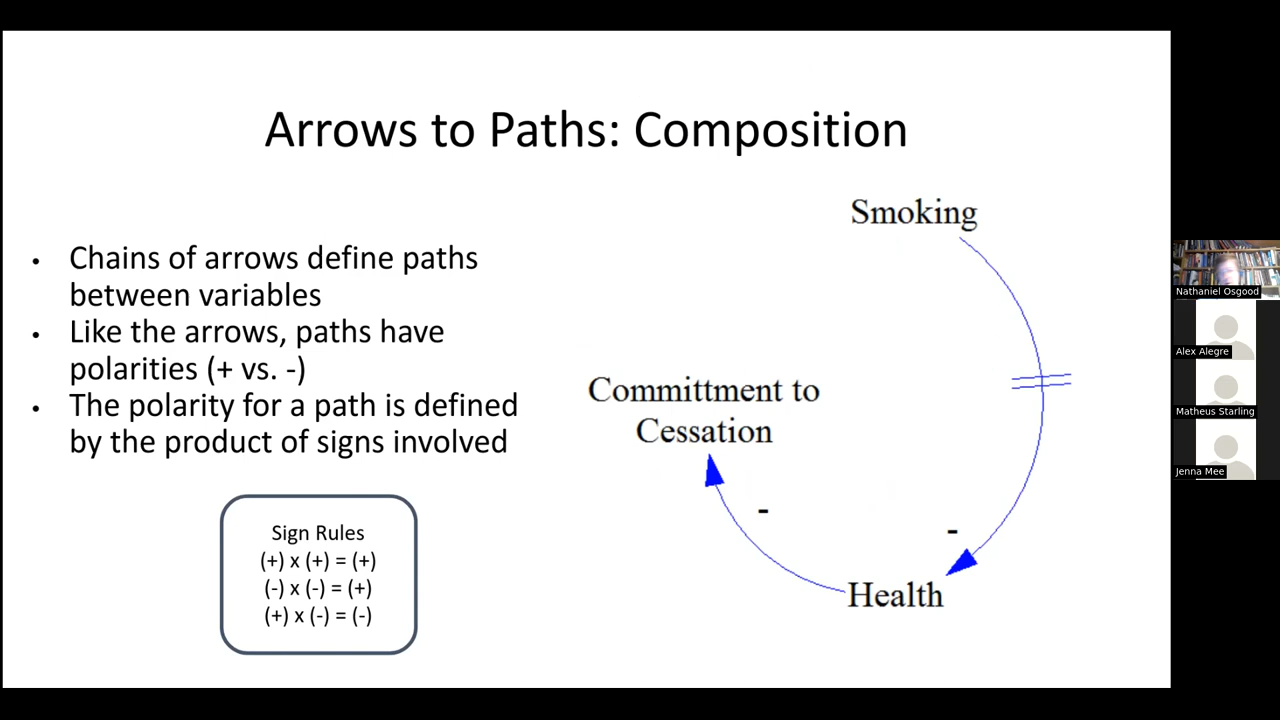 Arrows to Paths: Composition
• Chains of arrows define paths
between variables
• Like the arrows, paths have
polarities (+ vs. -)
• The polarity for a path is defined
by the product of signs involved
Sign Rules
(+) x (+) = (+)
(-) x (-) = (+)
(+) x (-) = (-)
Smoking
Committment to
Cessation
-
-
Health
Nathaniel Osgood
Alex Alegre
Matheus Starling
Jenna Mee